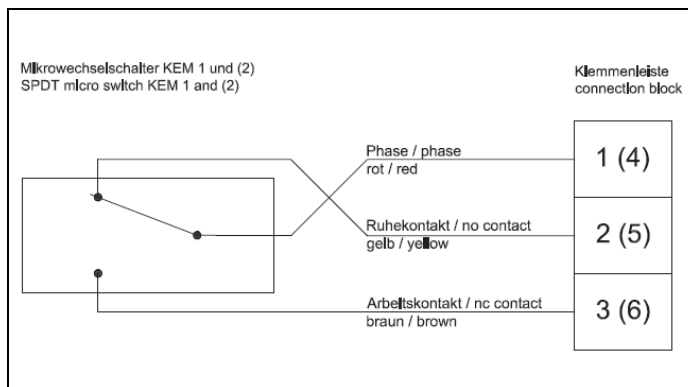 Mikrowechselschalter KEM 1 und (2)
SPDT micro switch KEM 1 and (2)
Klemmenleiste
connection block
Phase / phase
rot / red
1 (4)
Ruhekontakt / no contact
gelb / yellow
2 (5)
Arbeitskontakt / nc contact
braun / brown
3 (6)